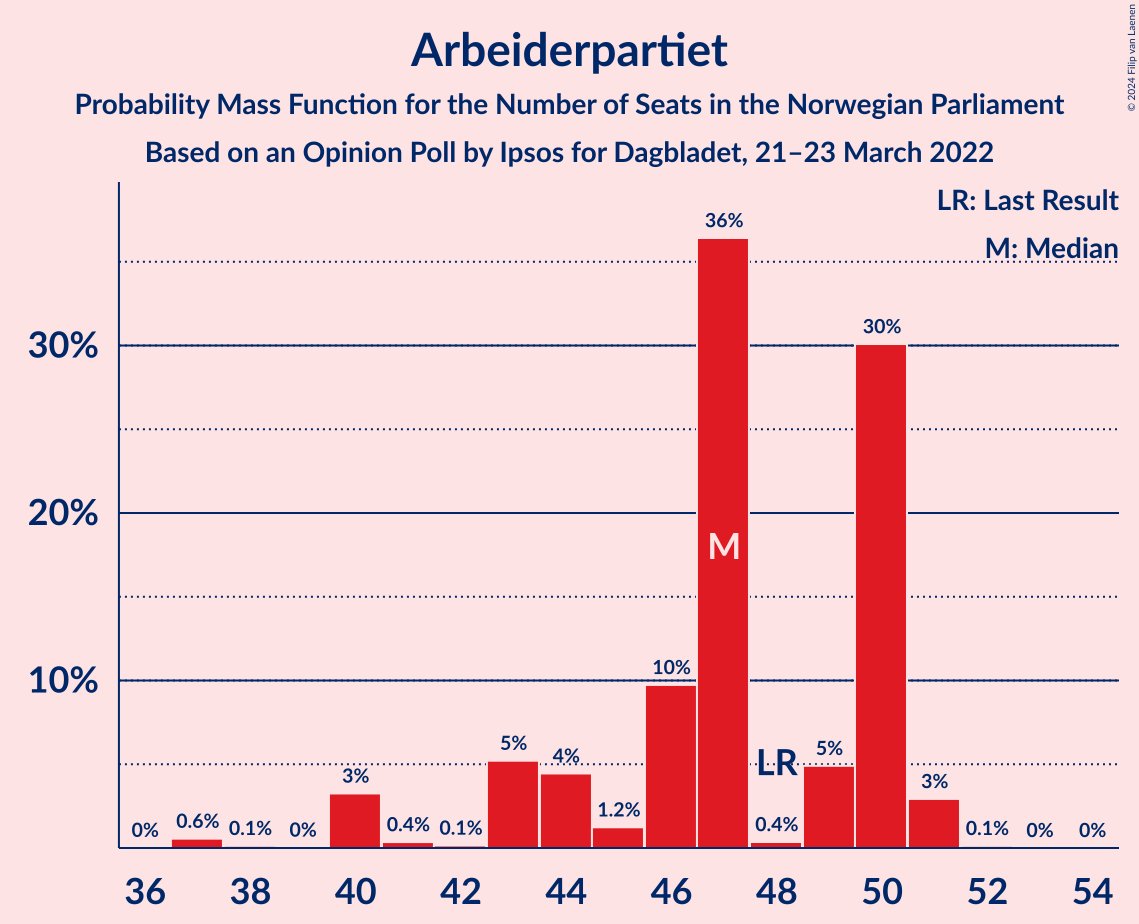 Arbeiderpartiet
Probability Mass Function for the Number of Seats in the Norwegian Parliament
Based on an Opinion Poll by Ipsos for Dagbladet, 21–23 March 2022
© 2024 Filip van Laenen
LR: Last Result
M: Median
30%
20%
10%
0%
0.6%
0.1%
0%
3%
0.4%
0.1%
5%
4%
1.2%
10%
36%
M
0.4%
LR
5%
30%
3%
0.1%
0%
0%
36 38 40 42 44 46 48 50 52 54